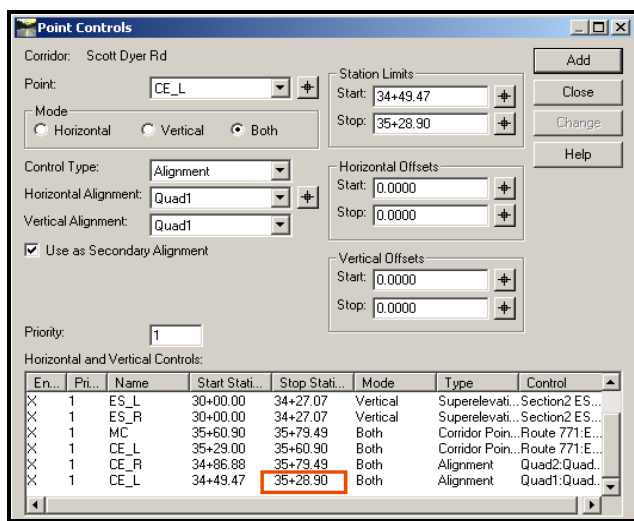 Point Controls
Corridor: Scott Dyer Rd
Point: CE_L
Mode
Horizontal Vertical Both
Control Type: Alignment
Horizontal Alignment: Quad1
Vertical Alignment: Quad1
Use as Secondary Alignment
Priority: 1
Station Limits
Start: 34+49.47
Stop: 35+28.90
Horizontal Offsets
Start: 0.0000
Stop: 0.0000
Vertical Offsets
Start: 0.0000
Stop: 0.0000
Add
Close
Change
Help
Horizontal and Vertical Controls:
En... Pri... Name Start Stati... Stop Stati... Mode Type Control
X 1 ES_L 30+00.00 34+27.07 Vertical Superelevati... Section2 ES...
X 1 ES_R 30+00.00 34+27.07 Vertical Superelevati... Section2 ES...
X 1 MC 35+60.90 35+79.49 Both Corridor Poin... Route 771:E...
X 1 CE_L 35+29.00 35+60.90 Both Corridor Poin... Route 771:E...
X 1 CE_R 34+86.88 35+79.49 Both Alignment Quad2:Quad...
X 1 CE_L 34+49.47 35+28.90 Both Alignment Quad1:Quad...